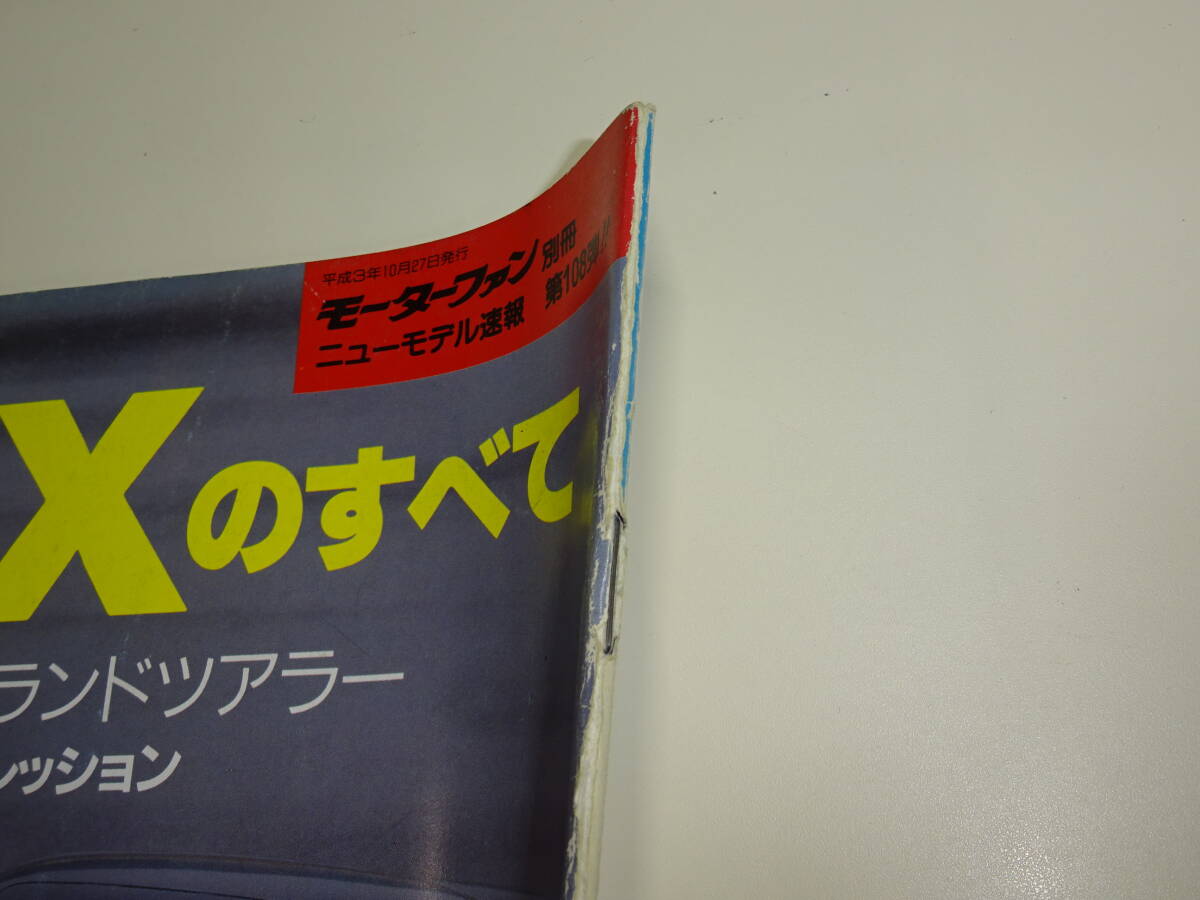 平成3年10月27日発行
モーターファン別冊
ニューモデル速報 第108弾!!
Xのすべて
ランドツアラー
レッション